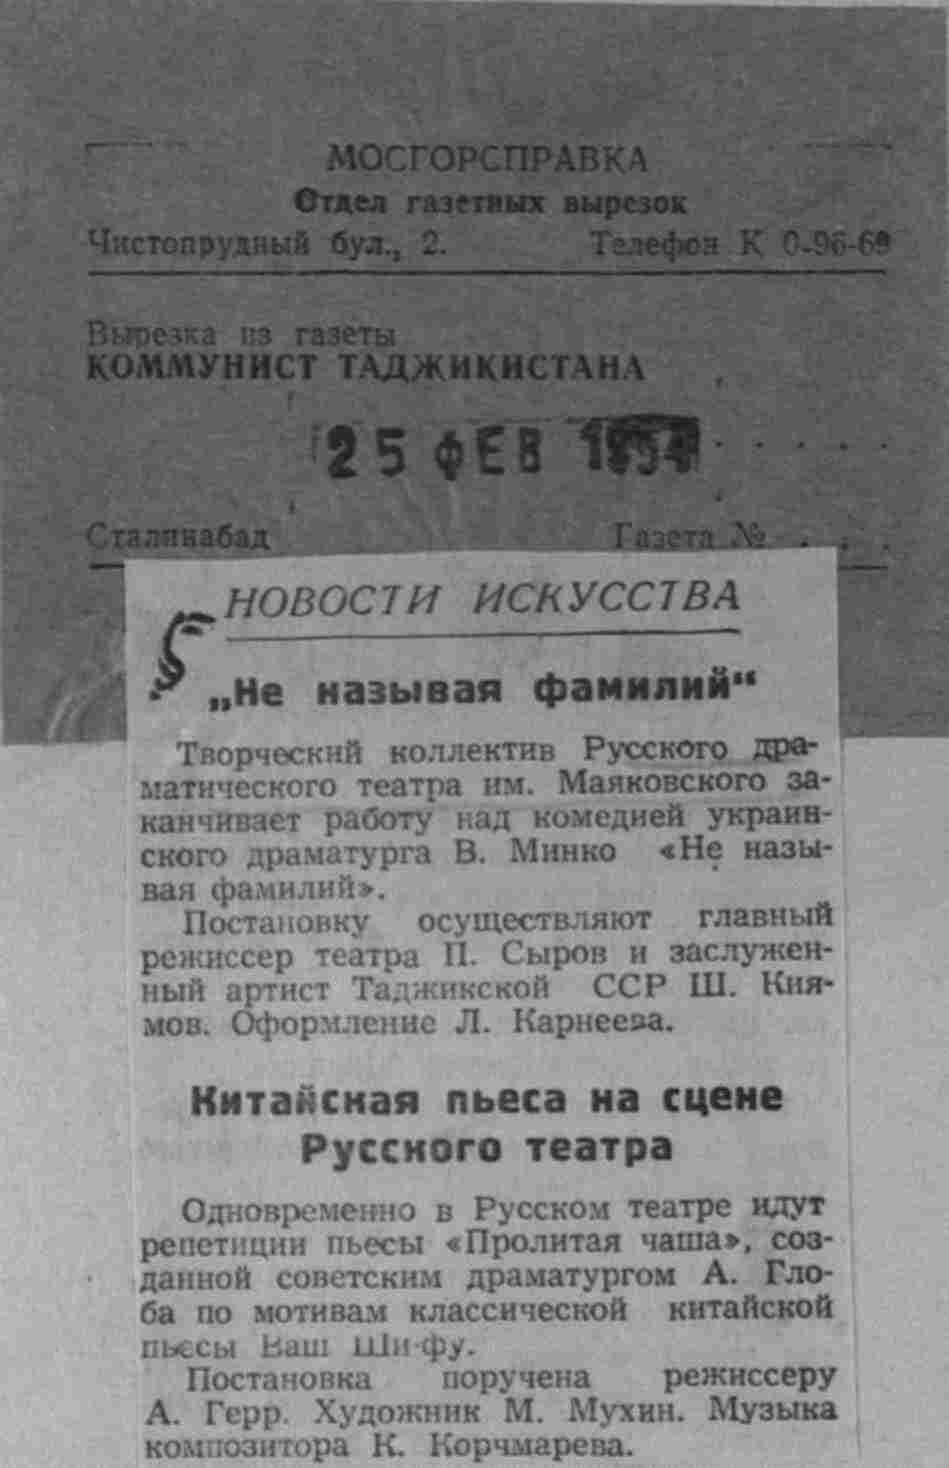 МОСГОРСПРАВКА
Отдел газетных вырезок
Чистопрудный бул., 2. Телефон К 0-96-69
Вырезка из газеты
КОММУНИСТ ТАДЖИКИСТАНА
25 ФЕВ 1954
Сталинабад Газета № . . .
НОВОСТИ ИСКУССТВА
„Не называя фамилий“
Творческий коллектив Русского дра-
матического театра им. Маяковского за-
канчивает работу над комедией украин-
ского драматурга В. Минко «Не назы-
вая фамилий».
Постановку осуществляют главный
режиссер театра П. Сыров и заслужен-
ный артист Таджикской ССР Ш. Кия-
мов. Оформление Л. Карнеева.
Китайская пьеса на сцене
Русского театра
Одновременно в Русском театре идут
репетиции пьесы «Пролитая чаша», соз-
данной советским драматургом А. Гло-
ба по мотивам классической китайской
пьесы Ваш Ши-фу.
Постановка поручена режиссеру
А. Герр. Художник М. Мухин. Музыка
композитора К. Корчмарева.